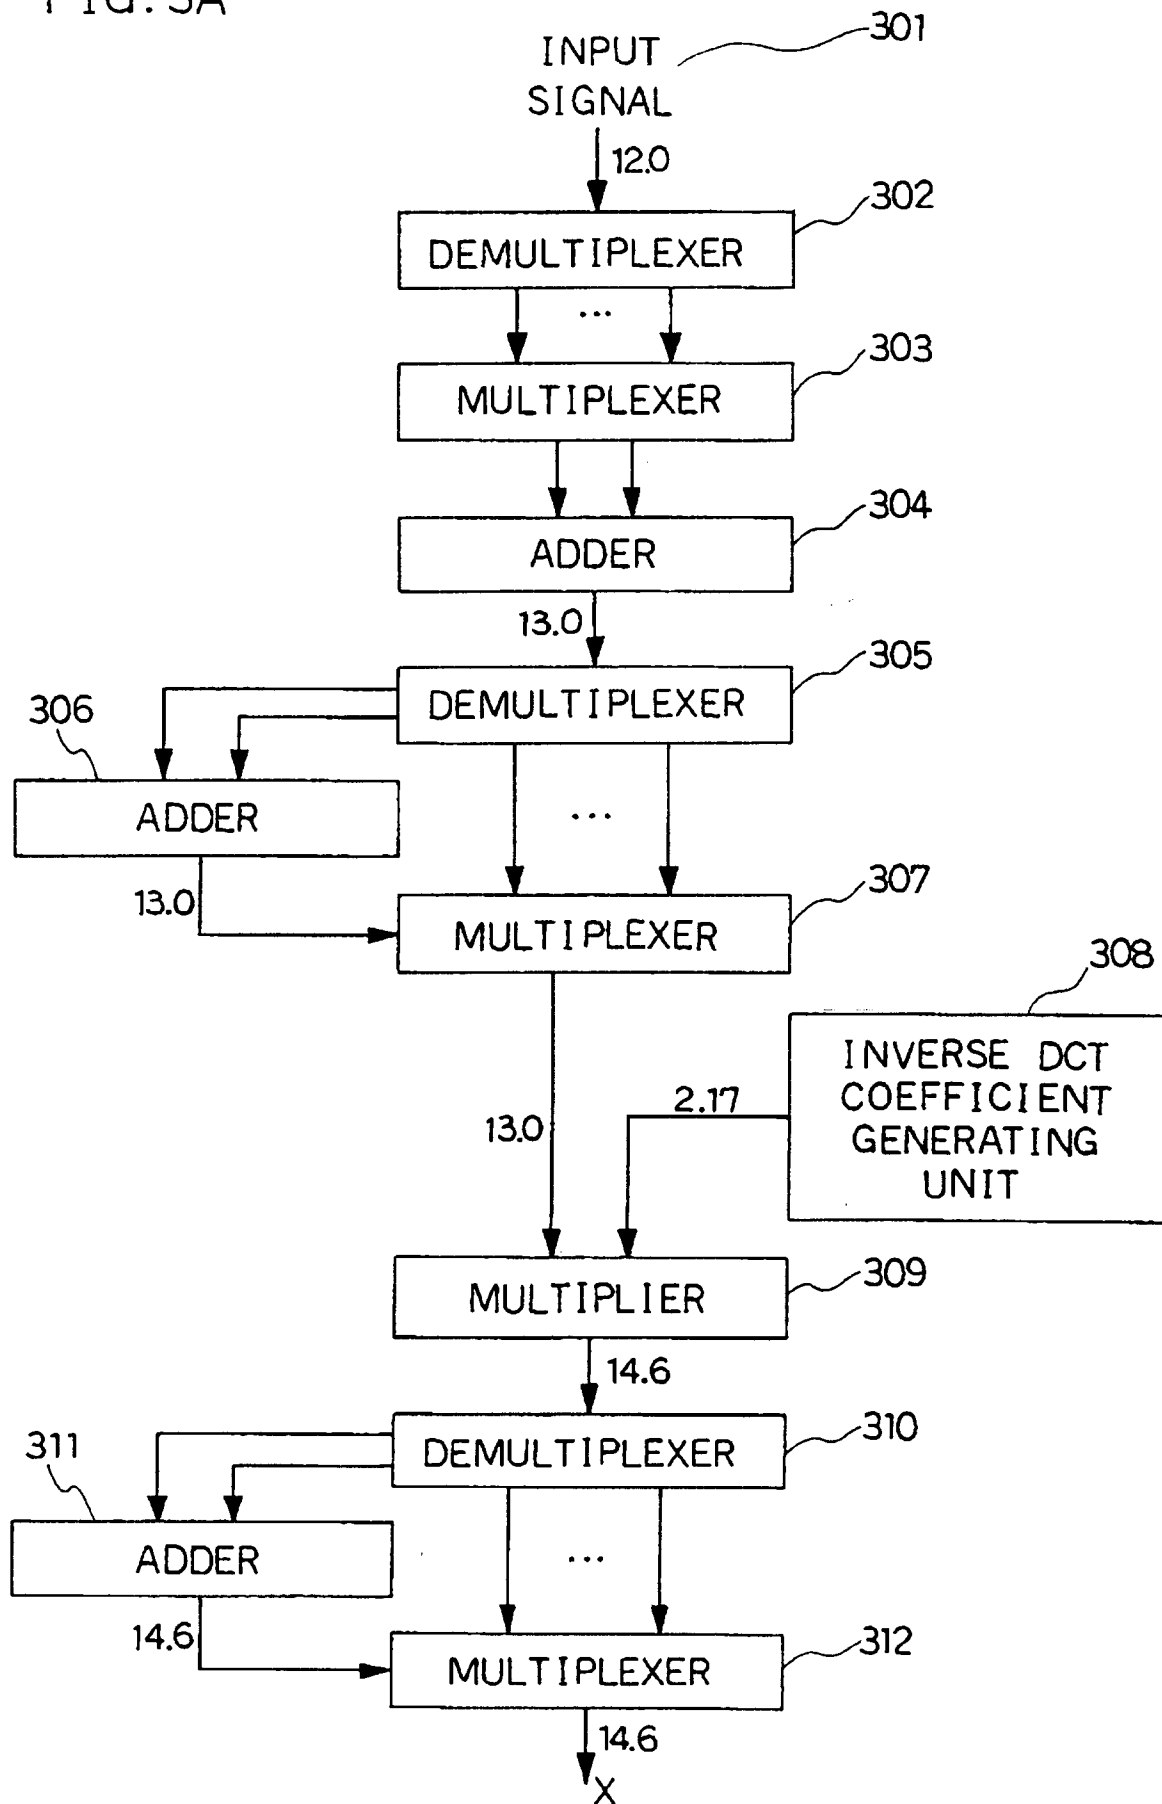 FIG. 3A
301
INPUT
SIGNAL
12.0
302
DEMULTIPLEXER
...
303
MULTIPLEXER
304
ADDER
13.0
305
DEMULTIPLEXER
306
ADDER
...
13.0
307
MULTIPLEXER
308
INVERSE DCT
COEFFICIENT
GENERATING
UNIT
2.17
13.0
309
MULTIPLIER
14.6
310
DEMULTIPLEXER
311
ADDER
...
14.6
312
MULTIPLEXER
14.6
X